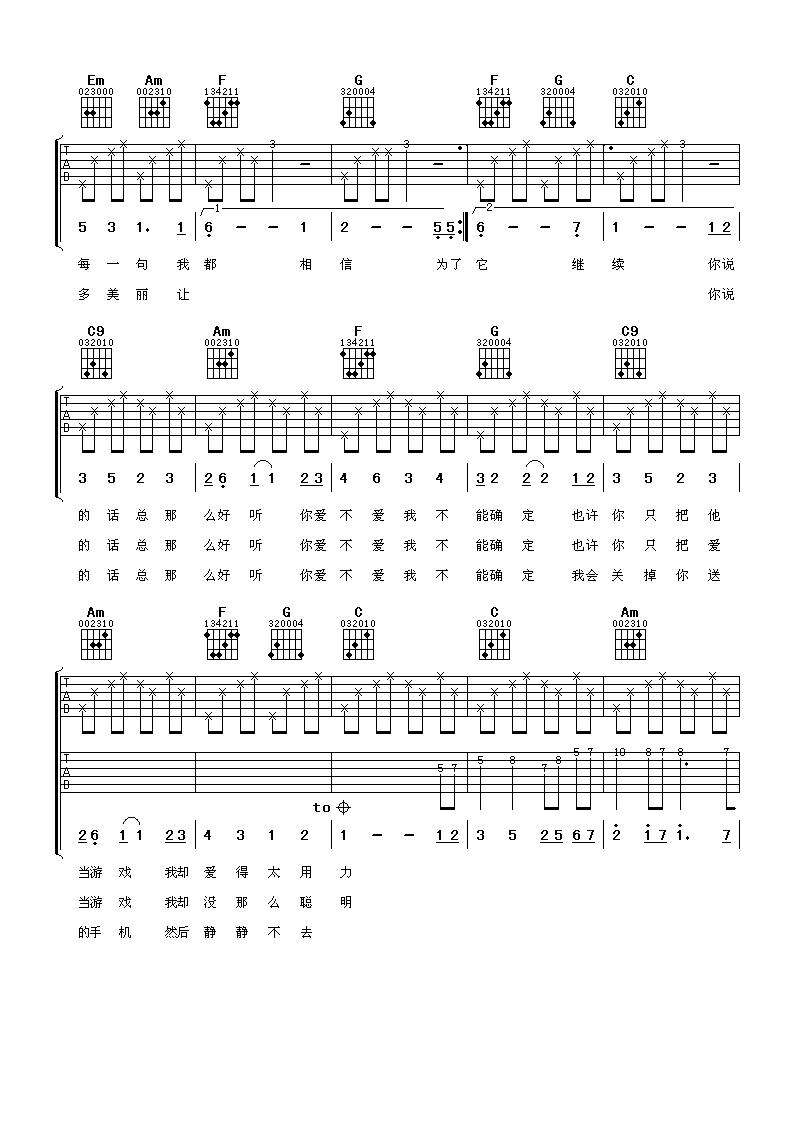 Em Am F G F G C
023000 002310 134211 320004 134211 320004 032010
3 3 3
T A B
1 2
5 3 1. 1 6 - - 1 2 - - 5 5 6 - - 7 1 - - 1 2
每 一 句 我 都 相 信 为了 它 继 续 你说
多 美 丽 让 你说
C9 Am F G C9
032010 002310 134211 320004 032010
T A B
3 5 2 3 2 6 1 1 2 3 4 6 3 4 3 2 2 2 1 2 3 5 2 3
的 话 总 那 么好 听 你爱 不 爱 我 不 能确 定 也许 你 只 把 他
的 话 总 那 么好 听 你爱 不 爱 我 不 能确 定 也许 你 只 把 爱
的 话 总 那 么好 听 你爱 不 爱 我 不 能确 定 我会 关 掉 你 送
Am F G C C Am
002310 134211 320004 032010 032010 002310
T A B
T A B 5 7 5 8 7 8 5 7 10 8 7 8 7
to
2 6 1 1 2 3 4 3 1 2 1 - - 1 2 3 5 2 5 6 7 2 1 7 1. 7
当游 戏 我却 爱 得 太 用 力
当游 戏 我却 没 那 么 聪 明
的手 机 然后 静 静 不 去